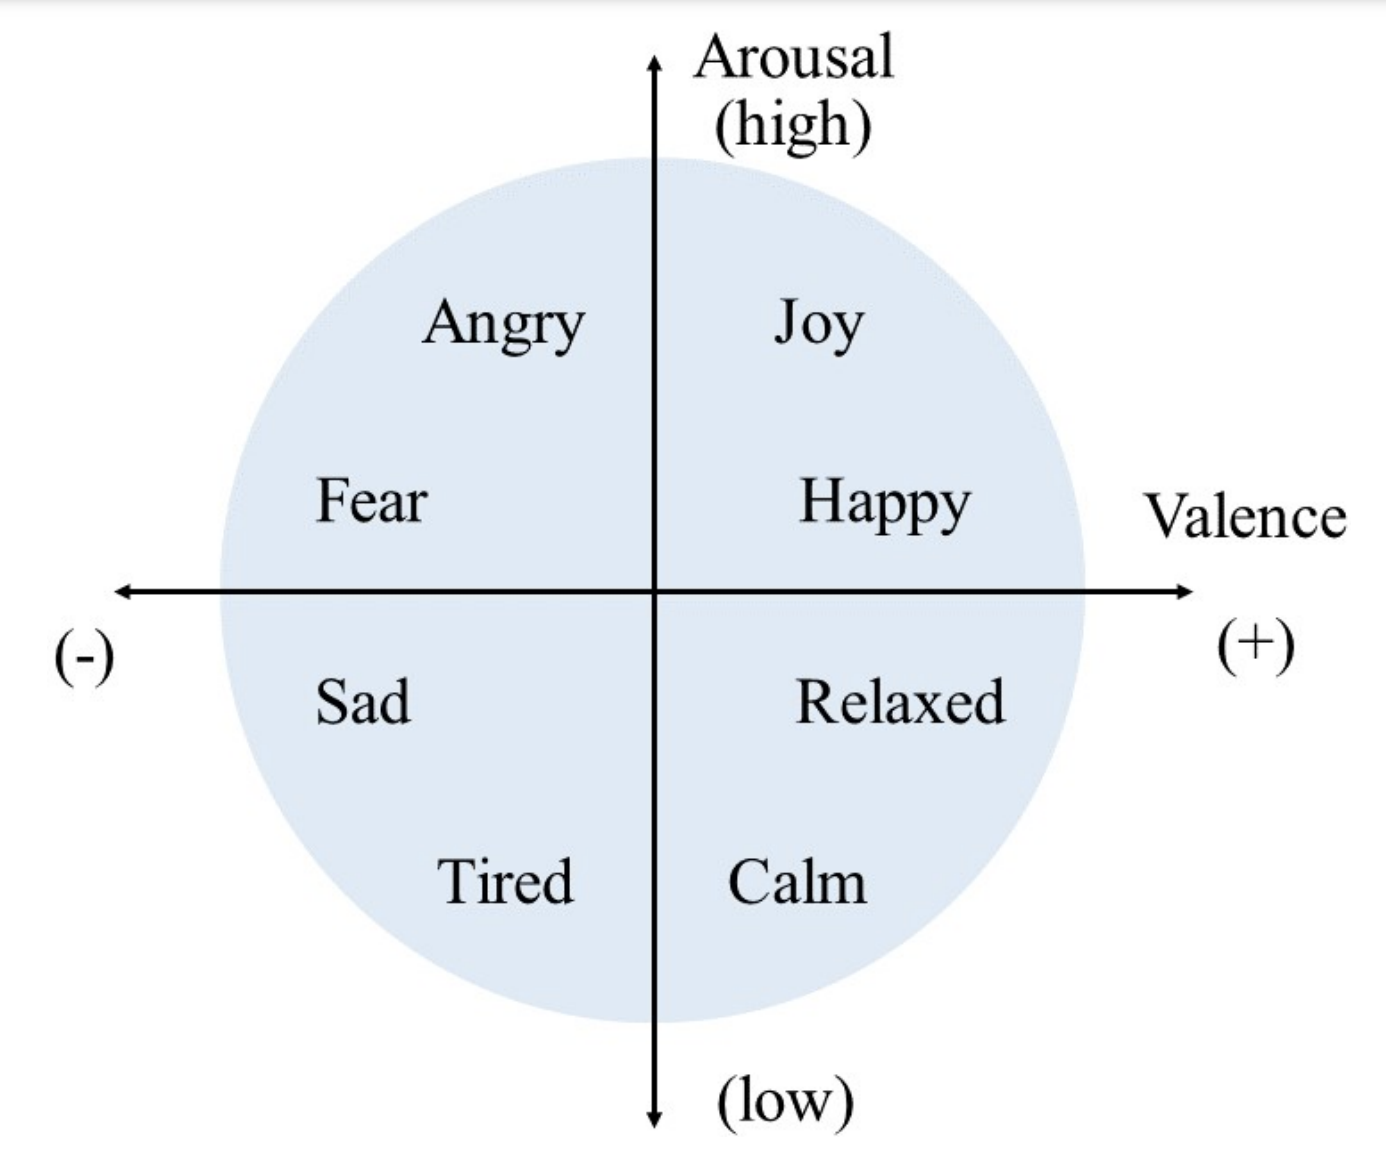 Arousal
(high)
Angry
Joy
Fear
Happy
Valence
(-)
(+)
Sad
Relaxed
Tired
Calm
(low)